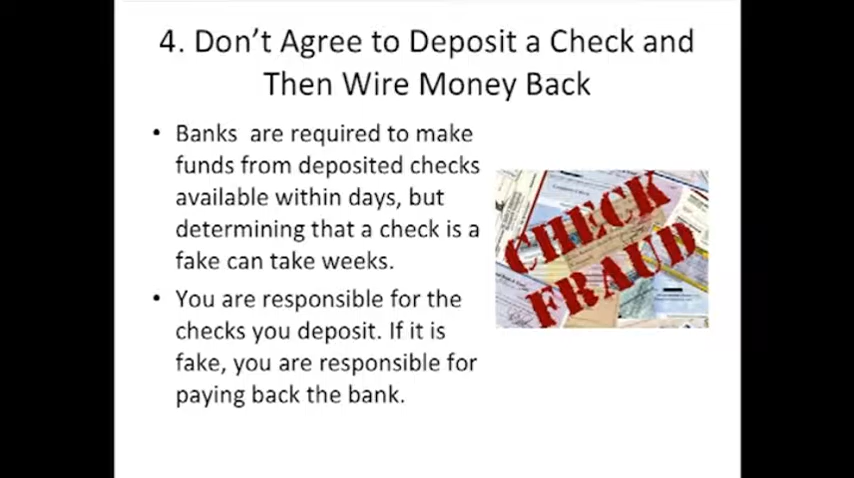 4. Don’t Agree to Deposit a Check and
Then Wire Money Back
• Banks  are required to make
funds from deposited checks
available within days, but
determining that a check is a
fake can take weeks.
• You are responsible for the
checks you deposit. If it is
fake, you are responsible for
paying back the bank.
CHECK
FRAUD